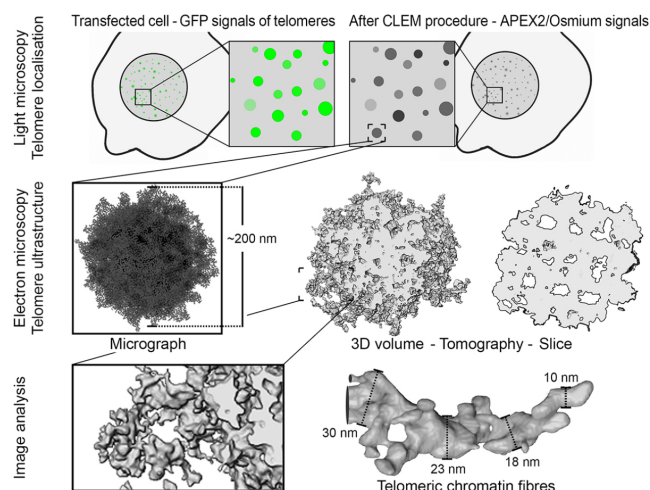 Transfected cell - GFP signals of telomeres
After CLEM procedure - APEX2/Osmium signals
Light microscopy
Telomere localisation
Electron microscopy
Telomere ultrastructure
~200 nm
Micrograph
3D volume - Tomography - Slice
Image analysis
30 nm
23 nm
18 nm
10 nm
Telomeric chromatin fibres